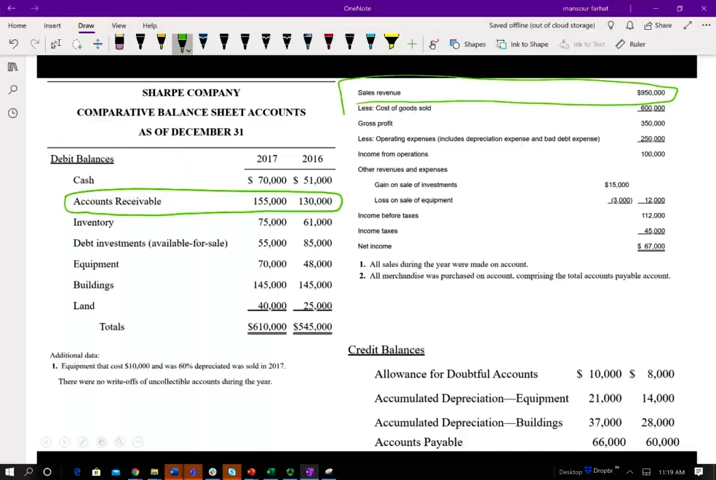 mansour farhat
OneNote
Home Insert Draw View Help
Saved offline (out of cloud storage) Share
Shapes Ink to Shape Ink to Text Ruler
SHARPE COMPANY
COMPARATIVE BALANCE SHEET ACCOUNTS
AS OF DECEMBER 31
Debit Balances 2017 2016
Cash $ 70,000 $ 51,000
Accounts Receivable 155,000 130,000
Inventory 75,000 61,000
Debt investments (available-for-sale) 55,000 85,000
Equipment 70,000 48,000
Buildings 145,000 145,000
Land 40,000 25,000
Totals $610,000 $545,000
Additional data:
1. Equipment that cost $10,000 and was 60% depreciated was sold in 2017.
There were no write-offs of uncollectible accounts during the year.
Sales revenue $950,000
Less: Cost of goods sold 600,000
Gross profit 350,000
Less: Operating expenses (includes depreciation expense and bad debt expense) 250,000
Income from operations 100,000
Other revenues and expenses
Gain on sale of investments $15,000
Loss on sale of equipment (3,000) 12,000
Income before taxes 112,000
Income taxes 45,000
Net income $ 67,000
1. All sales during the year were made on account.
2. All merchandise was purchased on account, comprising the total accounts payable account.
Credit Balances
Allowance for Doubtful Accounts $ 10,000 $ 8,000
Accumulated Depreciation—Equipment 21,000 14,000
Accumulated Depreciation—Buildings 37,000 28,000
Accounts Payable 66,000 60,000
Desktop Dropbox 11:19 AM